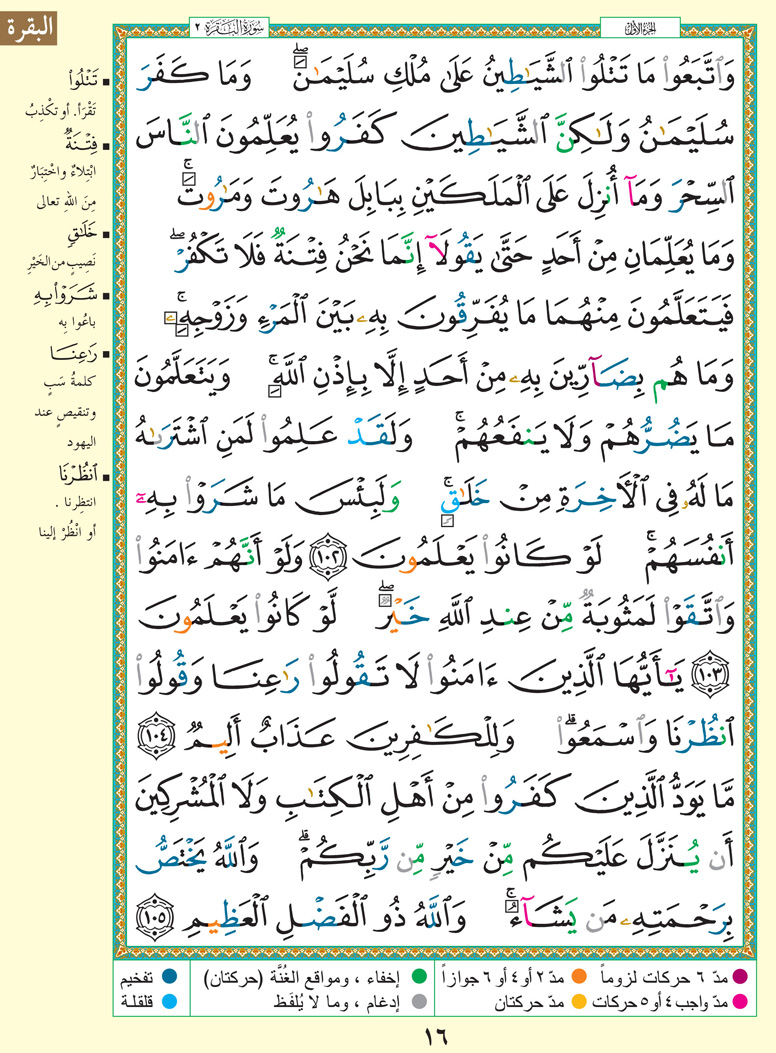 البقرة
سُورَةُ البَقَرَة ٢
الجزء الأول
وَٱتَّبَعُوا۟ مَا تَتْلُوا۟ ٱلشَّيَـٰطِينُ عَلَىٰ مُلْكِ سُلَيْمَـٰنَ ۖ وَمَا كَفَرَ
سُلَيْمَـٰنُ وَلَـٰكِنَّ ٱلشَّيَـٰطِينَ كَفَرُوا۟ يُعَلِّمُونَ ٱلنَّاسَ
ٱلسِّحْرَ وَمَآ أُنزِلَ عَلَى ٱلْمَلَكَيْنِ بِبَابِلَ هَـٰرُوتَ وَمَـٰرُوتَ ۚ
وَمَا يُعَلِّمَانِ مِنْ أَحَدٍ حَتَّىٰ يَقُولَآ إِنَّمَا نَحْنُ فِتْنَةٌ فَلَا تَكْفُرْ ۖ
فَيَتَعَلَّمُونَ مِنْهُمَا مَا يُفَرِّقُونَ بِهِۦ بَيْنَ ٱلْمَرْءِ وَزَوْجِهِۦ ۚ
وَمَا هُم بِضَآرِّينَ بِهِۦ مِنْ أَحَدٍ إِلَّا بِإِذْنِ ٱللَّهِ ۚ وَيَتَعَلَّمُونَ
مَا يَضُرُّهُمْ وَلَا يَنفَعُهُمْ ۚ وَلَقَدْ عَلِمُوا۟ لَمَنِ ٱشْتَرَىٰهُ
مَا لَهُۥ فِى ٱلْـَٔاخِرَةِ مِنْ خَلَـٰقٍ ۚ وَلَبِئْسَ مَا شَرَوْا۟ بِهِۦٓ
أَنفُسَهُمْ ۚ لَوْ كَانُوا۟ يَعْلَمُونَ ١٠٢ وَلَوْ أَنَّهُمْ ءَامَنُوا۟
وَٱتَّقَوْا۟ لَمَثُوبَةٌ مِّنْ عِندِ ٱللَّهِ خَيْرٌ ۖ لَّوْ كَانُوا۟ يَعْلَمُونَ
١٠٣ يَـٰٓأَيُّهَا ٱلَّذِينَ ءَامَنُوا۟ لَا تَقُولُوا۟ رَٰعِنَا وَقُولُوا۟
ٱنظُرْنَا وَٱسْمَعُوا۟ ۗ وَلِلْكَـٰفِرِينَ عَذَابٌ أَلِيمٌ ١٠٤
مَّا يَوَدُّ ٱلَّذِينَ كَفَرُوا۟ مِنْ أَهْلِ ٱلْكِتَـٰبِ وَلَا ٱلْمُشْرِكِينَ
أَن يُنَزَّلَ عَلَيْكُم مِّنْ خَيْرٍ مِّن رَّبِّكُمْ ۗ وَٱللَّهُ يَخْتَصُّ
بِرَحْمَتِهِۦ مَن يَشَآءُ ۚ وَٱللَّهُ ذُو ٱلْفَضْلِ ٱلْعَظِيمِ ١٠٥
تَتْلُوا۟
تَقْرَأ. أو تكْذِبُ
فِتْنَةٌ
ابْتِلاءٌ واخْتِبَارٌ
مِنَ اللهِ تعالى
خَلَـٰقٍ
نَصِيبٍ من الخَيْرِ
شَرَوْا۟ بِهِ
باعُوا بِه
رَٰعِنَا
كلمةُ سَبٍ
وتنقيصٍ عند
اليهود
ٱنظُرْنَا
انتظِرنا .
أو انْظُرْ إلينا
مدّ ٦ حركات لزوماً
مدّ ٢ أو ٤ أو ٦ جوازاً
إخفاء ، ومواقع الغُنَّة (حركتان)
تفخيم
مدّ واجب ٤ أو ٥ حركات
مدّ حركتان
إدغام ، وما لا يُلفَظ
قلقلة
١٦